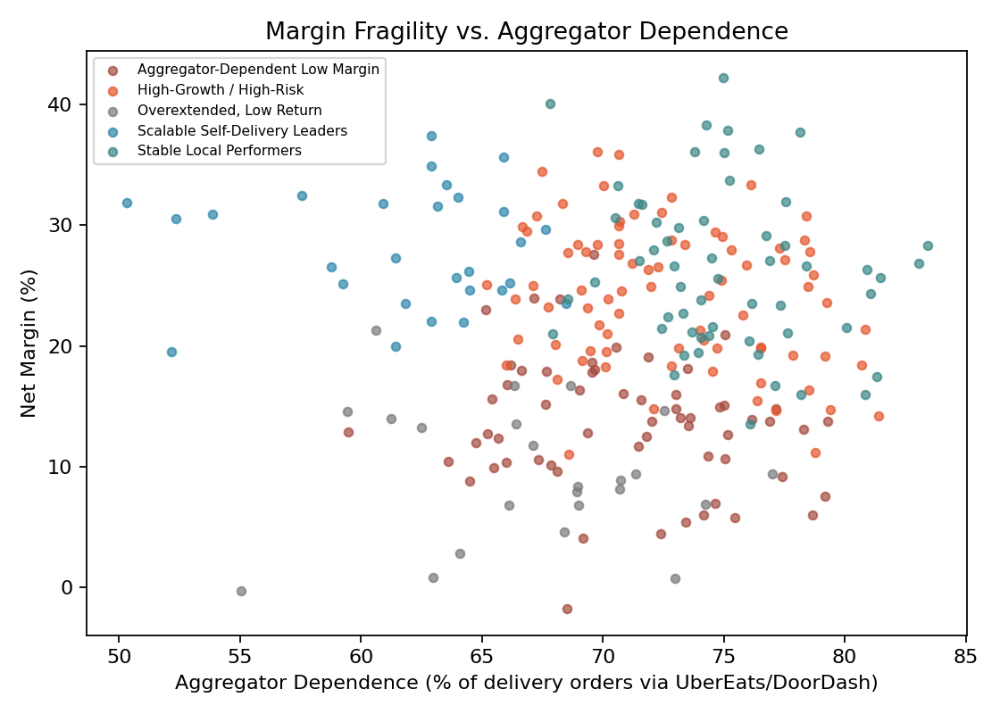 Margin Fragility vs. Aggregator Dependence
Aggregator-Dependent Low Margin
High-Growth / High-Risk
Overextended, Low Return
Scalable Self-Delivery Leaders
Stable Local Performers
Net Margin (%)
40
30
20
10
0
50 55 60 65 70 75 80 85
Aggregator Dependence (% of delivery orders via UberEats/DoorDash)